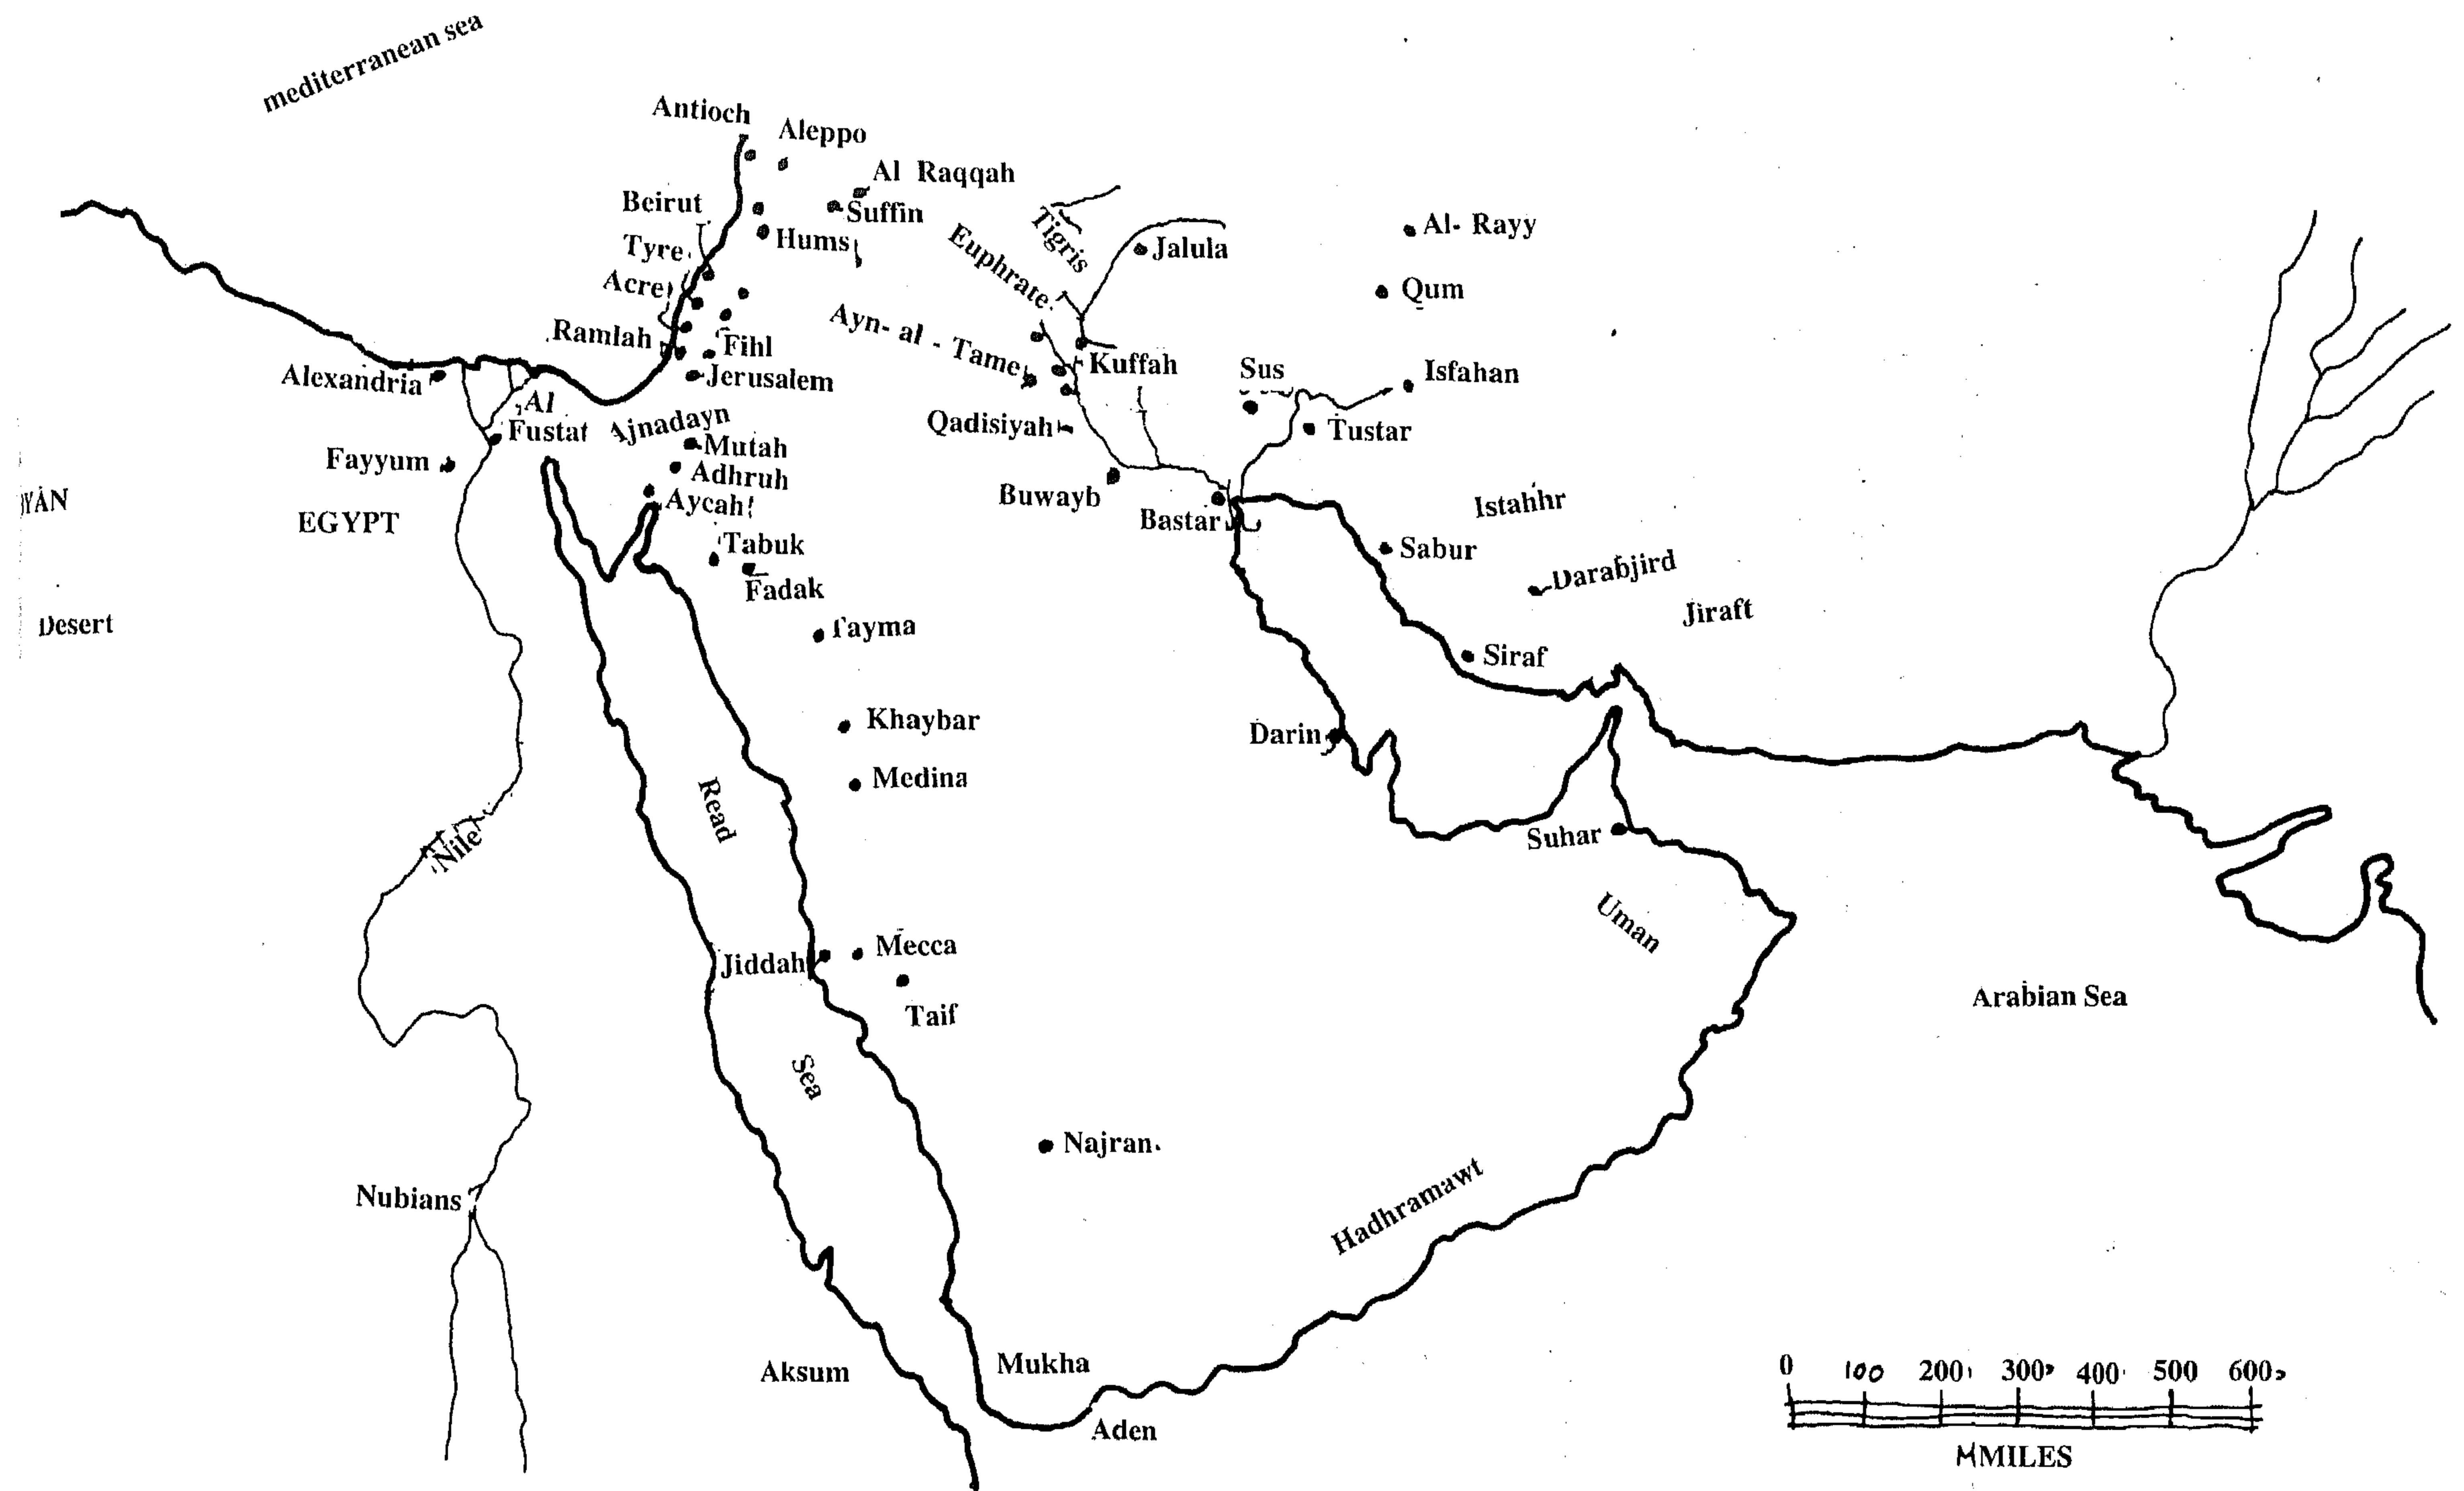 mediterranean sea
Antioch
Aleppo
Al Raqqah
Suffin
Beirut
Hums
Tyre
Acre
Ramlah
Fihl
Jerusalem
Alexandria
Al
Fustat
Ajnadayn
Mutah
Fayyum
Adhruh
Aycah
EGYPT
YAN
Desert
Tabuk
Fadak
Tayma
Khaybar
Medina
Read
Sea
Nile
Jiddah
Mecca
Taif
Najran.
Nubians
Aksum
Mukha
Aden
Hadhramawt
Tigris
Euphrate
Jalula
Ayn- al - Tame
Kuffah
Qadisiyah
Buwayb
Bastar
Al- Rayy
Qum
Sus
Isfahan
Tustar
Istahhr
Sabur
Darabjird
Jiraft
Siraf
Darin
Suhar
Uman
Arabian Sea
0 100 200 300 400 500 600
MMILES